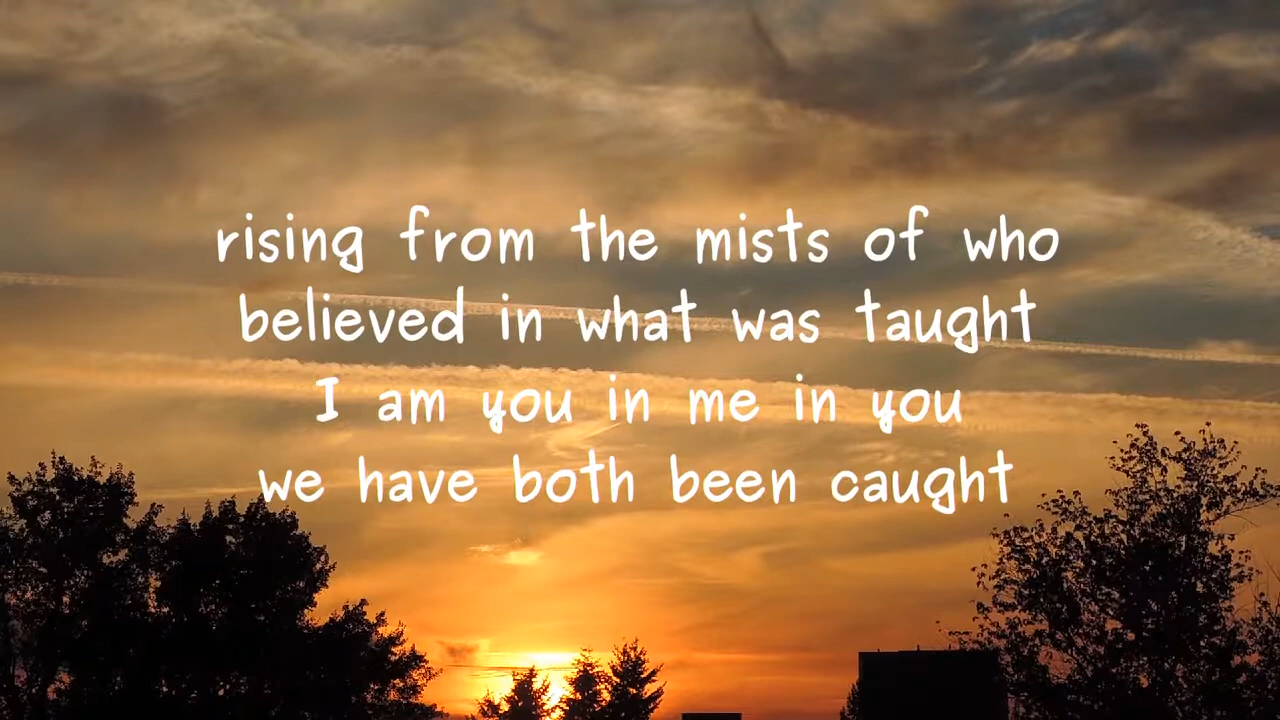 rising from the mists of who
believed in what was taught
I am you in me in you
we have both been caught